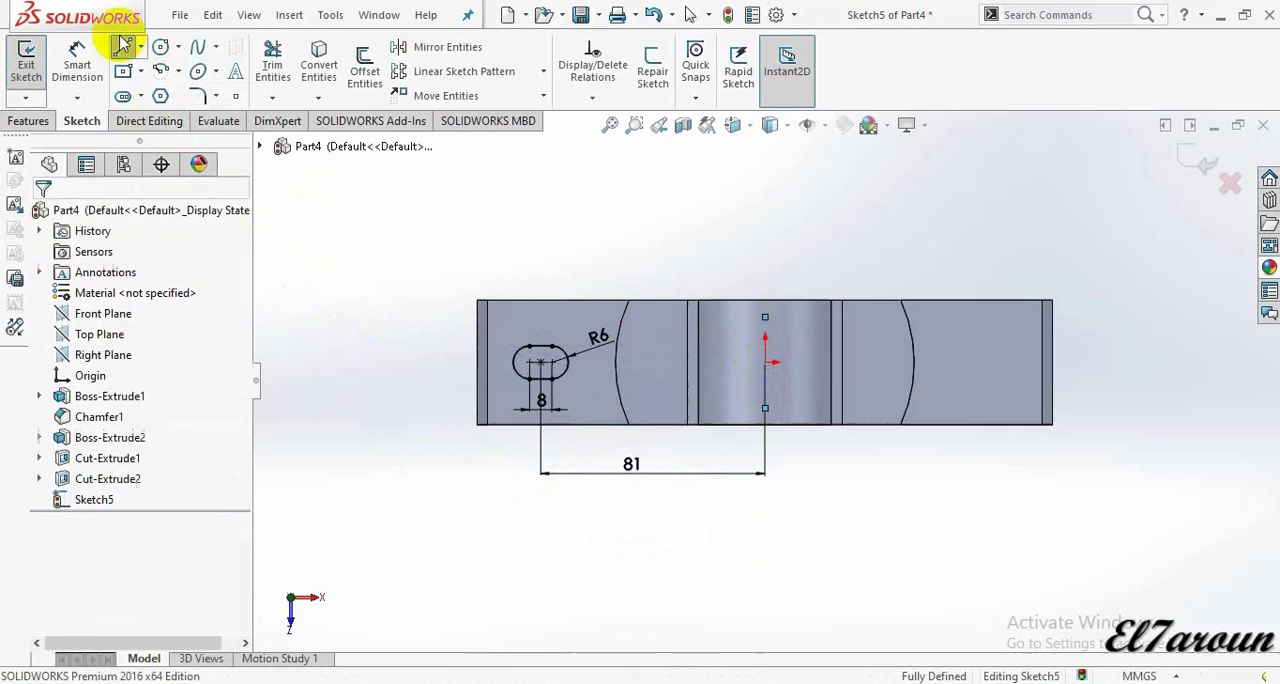 SOLIDWORKS
File Edit View Insert Tools Window Help
Sketch5 of Part4 *
Search Commands
Exit Sketch
Smart Dimension
Trim Entities
Convert Entities
Offset Entities
Mirror Entities
Linear Sketch Pattern
Move Entities
Display/Delete Relations
Repair Sketch
Quick Snaps
Rapid Sketch
Instant2D
Features Sketch Direct Editing Evaluate DimXpert SOLIDWORKS Add-Ins SOLIDWORKS MBD
Part4 (Default<<Default>...
Part4 (Default<<Default>_Display State
History
Sensors
Annotations
Material <not specified>
Front Plane
Top Plane
Right Plane
Origin
Boss-Extrude1
Chamfer1
Boss-Extrude2
Cut-Extrude1
Cut-Extrude2
Sketch5
R6
8
81
X
Z
Activate Wind
Go to Settings to
El7aroun
Model 3D Views Motion Study 1
SOLIDWORKS Premium 2016 x64 Edition
Fully Defined Editing Sketch5 MMGS